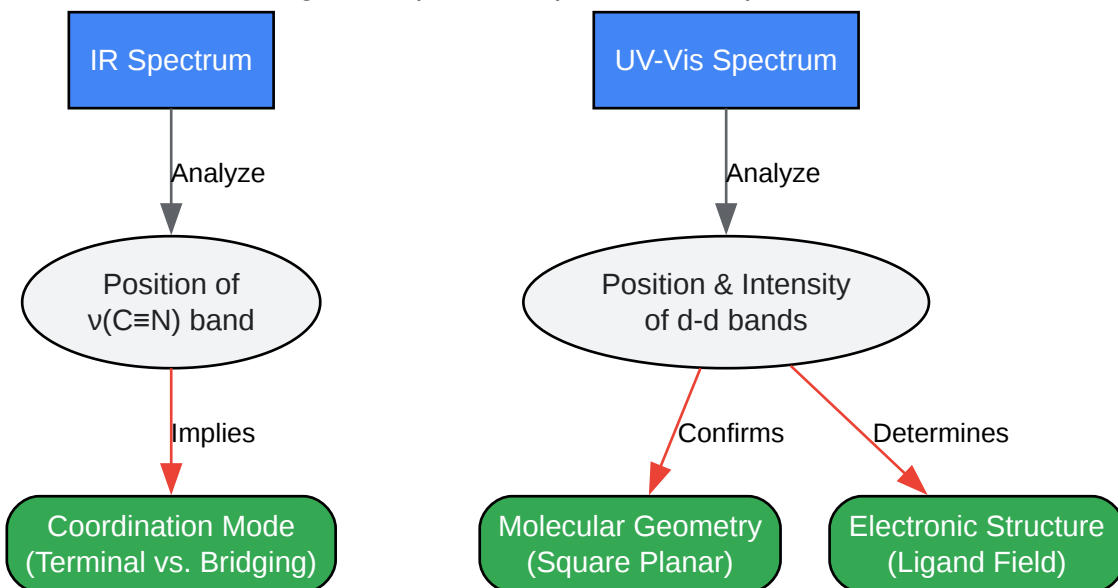 IR Spectrum
UV-Vis Spectrum
Analyze
Analyze
Position of
ν(C≡N) band
Position & Intensity
of d-d bands
Implies
Confirms
Determines
Coordination Mode
(Terminal vs. Bridging)
Molecular Geometry
(Square Planar)
Electronic Structure
(Ligand Field)